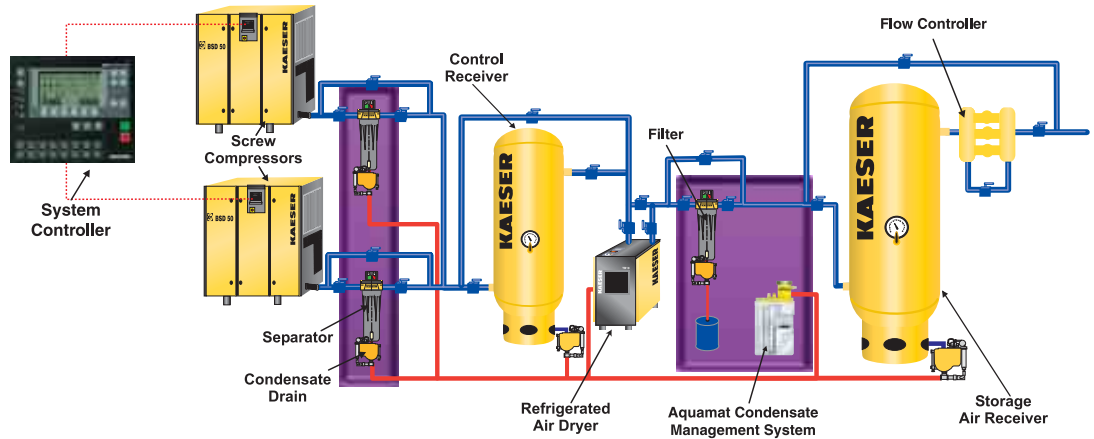 BSD 50
KAESER
Flow Controller
Control
Receiver
Screw
Compressors
Filter
KAESER
KAESER
BSD 50
KAESER
System
Controller
KAESER
KAESER
Separator
Condensate
Drain
Refrigerated
Air Dryer
Aquamat Condensate
Management System
Storage
Air Receiver